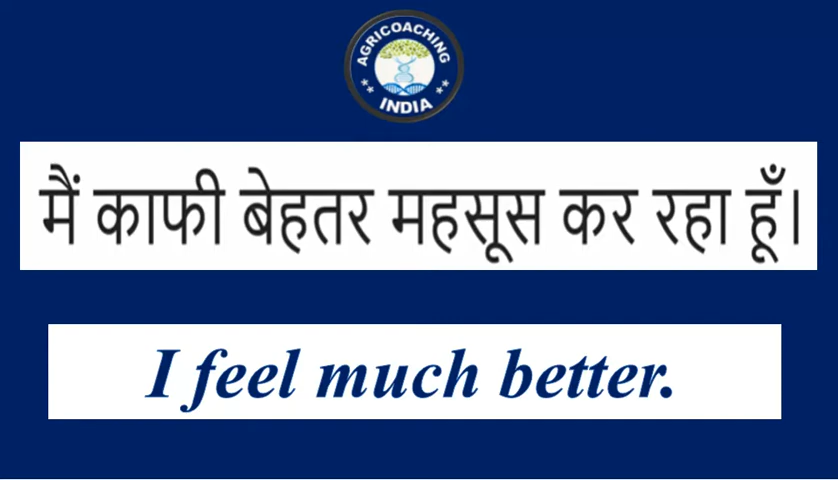 AGRICOACHING
INDIA
मैं काफी बेहतर महसूस कर रहा हूँ।
I feel much better.